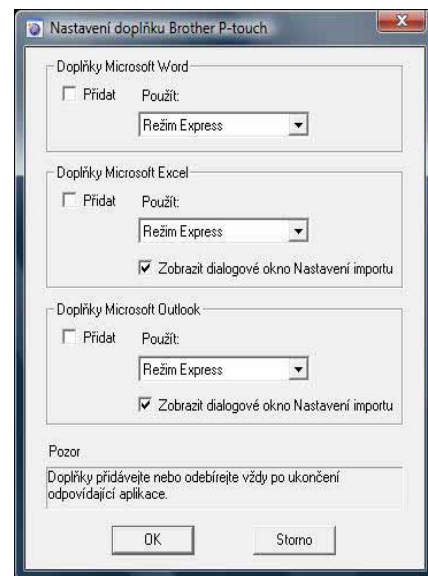 Nastavení doplňku Brother P-touch
Doplňky Microsoft Word
Přidat Použít:
Režim Express
Doplňky Microsoft Excel
Přidat Použít:
Režim Express
Zobrazit dialogové okno Nastavení importu
Doplňky Microsoft Outlook
Přidat Použít:
Režim Express
Zobrazit dialogové okno Nastavení importu
Pozor
Doplňky přidávejte nebo odebírejte vždy po ukončení
odpovídající aplikace.
OK Storno